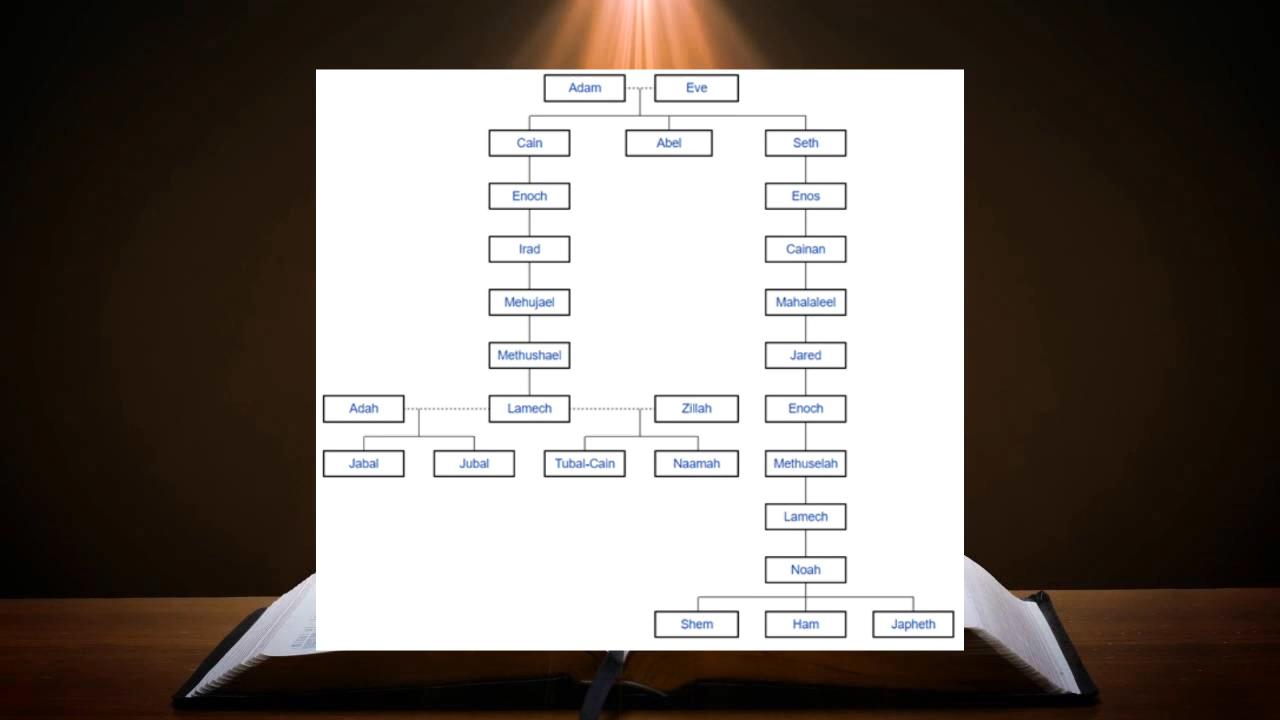 Adam Eve
Cain Abel Seth
Enoch Enos
Irad Cainan
Mehujael Mahalaleel
Methushael Jared
Adah Lamech Zillah Enoch
Jabal Jubal Tubal-Cain Naamah Methuselah
Lamech
Noah
Shem Ham Japheth